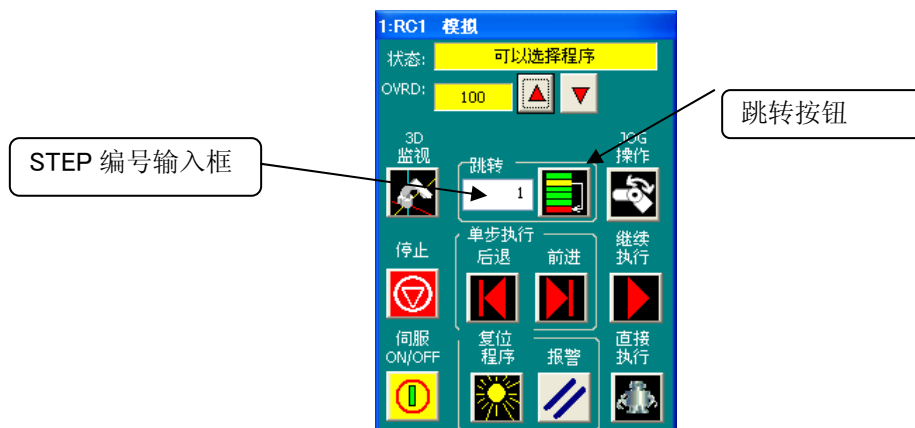 1:RC1 模拟
状态: 可以选择程序
OVRD: 100
跳转按钮
STEP 编号输入框
3D
监视
跳转
1
JOG
操作
停止
单步执行
后退 前进
继续
执行
伺服
ON/OFF
复位
程序
报警
直接
执行